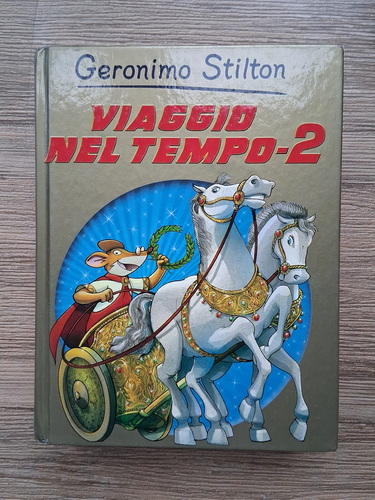 Geronimo Stilton
VIAGGIO
NEL TEMPO-2